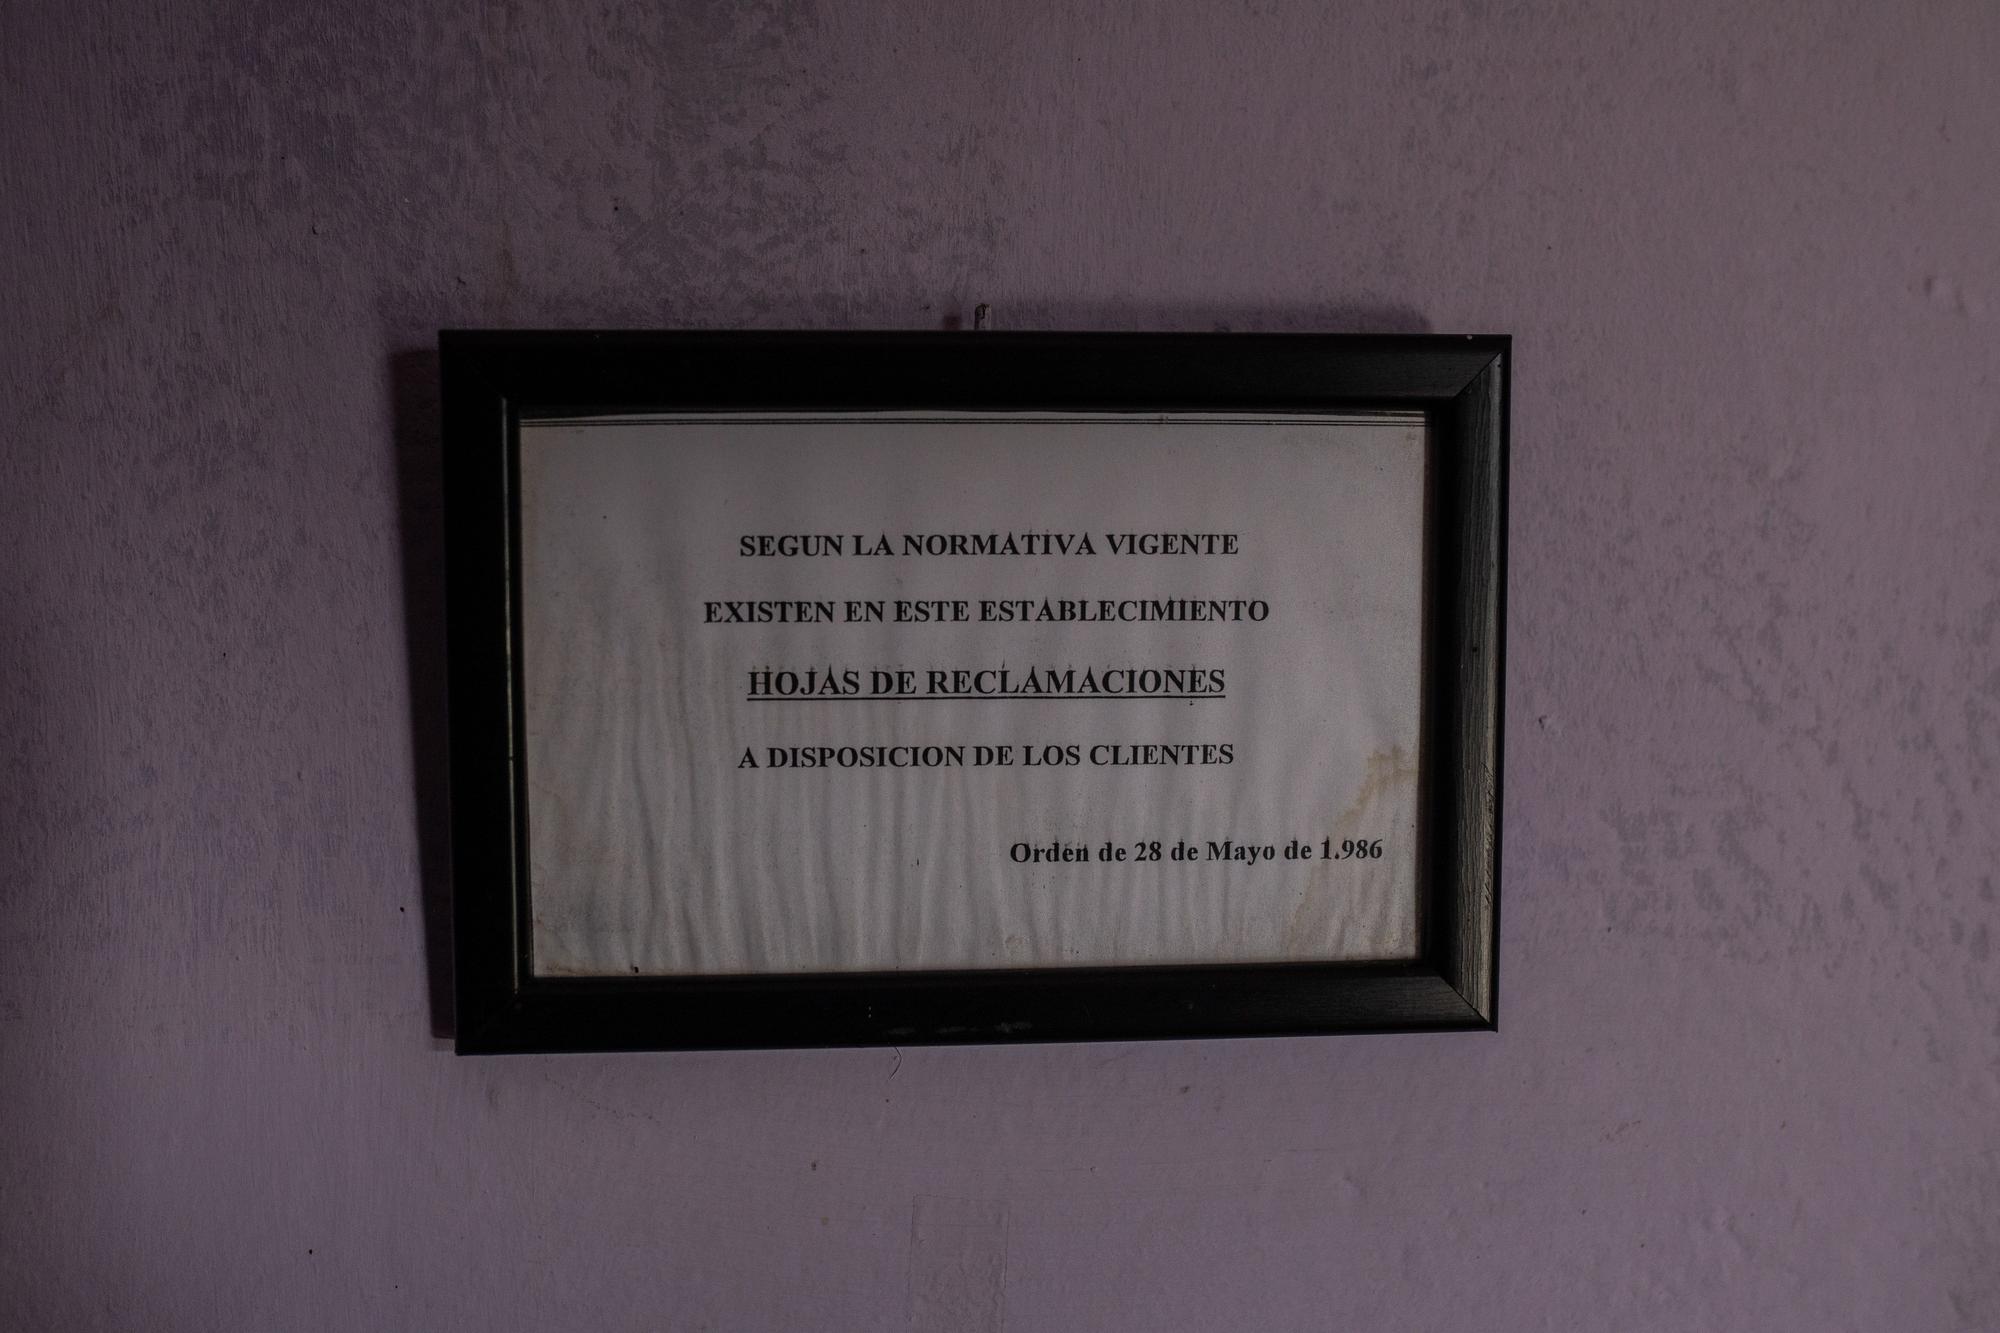 SEGUN LA NORMATIVA VIGENTE
EXISTEN EN ESTE ESTABLECIMIENTO
HOJAS DE RECLAMACIONES
A DISPOSICION DE LOS CLIENTES
Orden de 28 de Mayo de 1.986